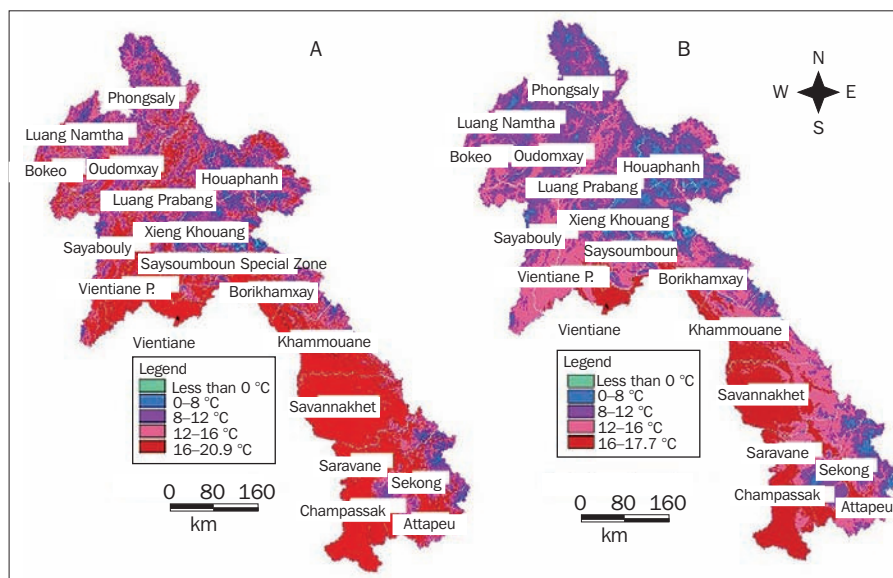 A
Phongsaly
Luang Namtha
Bokeo
Oudomxay
Houaphanh
Luang Prabang
Xieng Khouang
Sayabouly
Saysoumboun Special Zone
Vientiane P.
Borikhamxay
Vientiane
Khammouane
Legend
Less than 0 °C
0–8 °C
8–12 °C
12–16 °C
16–20.9 °C
Savannakhet
Saravane
Sekong
Champassak
Attapeu
0 80 160
km
B
N
W E
S
Phongsaly
Luang Namtha
Bokeo
Oudomxay
Houaphanh
Luang Prabang
Xieng Khouang
Sayabouly
Saysoumboun
Vientiane P.
Borikhamxay
Vientiane
Khammouane
Legend
Less than 0 °C
0–8 °C
8–12 °C
12–16 °C
16–17.7 °C
Savannakhet
Saravane
Sekong
Champassak
Attapeu
0 80 160
km